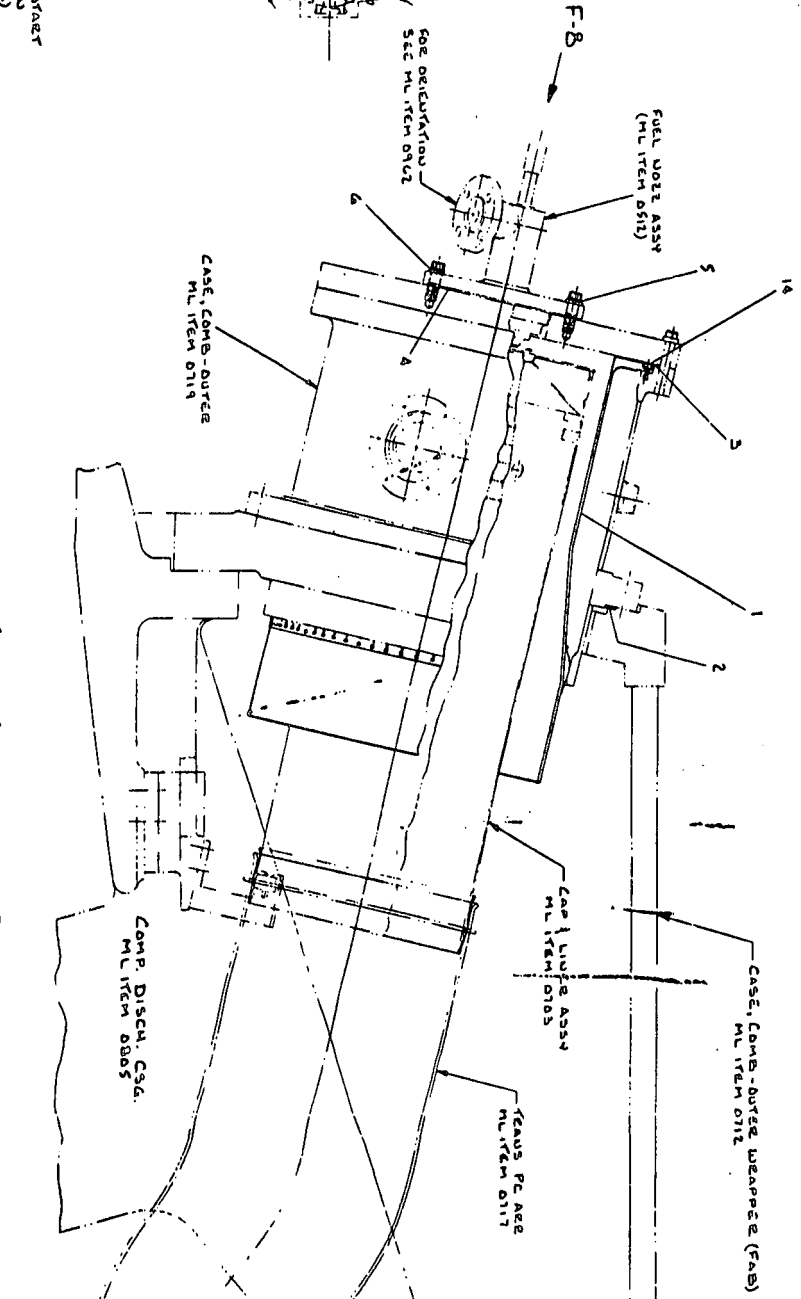 START
F-8
FOR ORIENTATION
SEE ML ITEM 0962
FUEL NOZZ ASSY
(ML ITEM 0512)
6
5
14
3
4
CASE, COMB-OUTER
ML ITEM 0719
1
2
CAP & LINER ASSY
ML ITEM 0703
CASE, COMB-OUTER WRAPPER (FAB)
ML ITEM 0712
TRANS PC ARR
ML ITEM 0717
COMP. DISCH. CSG.
ML ITEM 0805